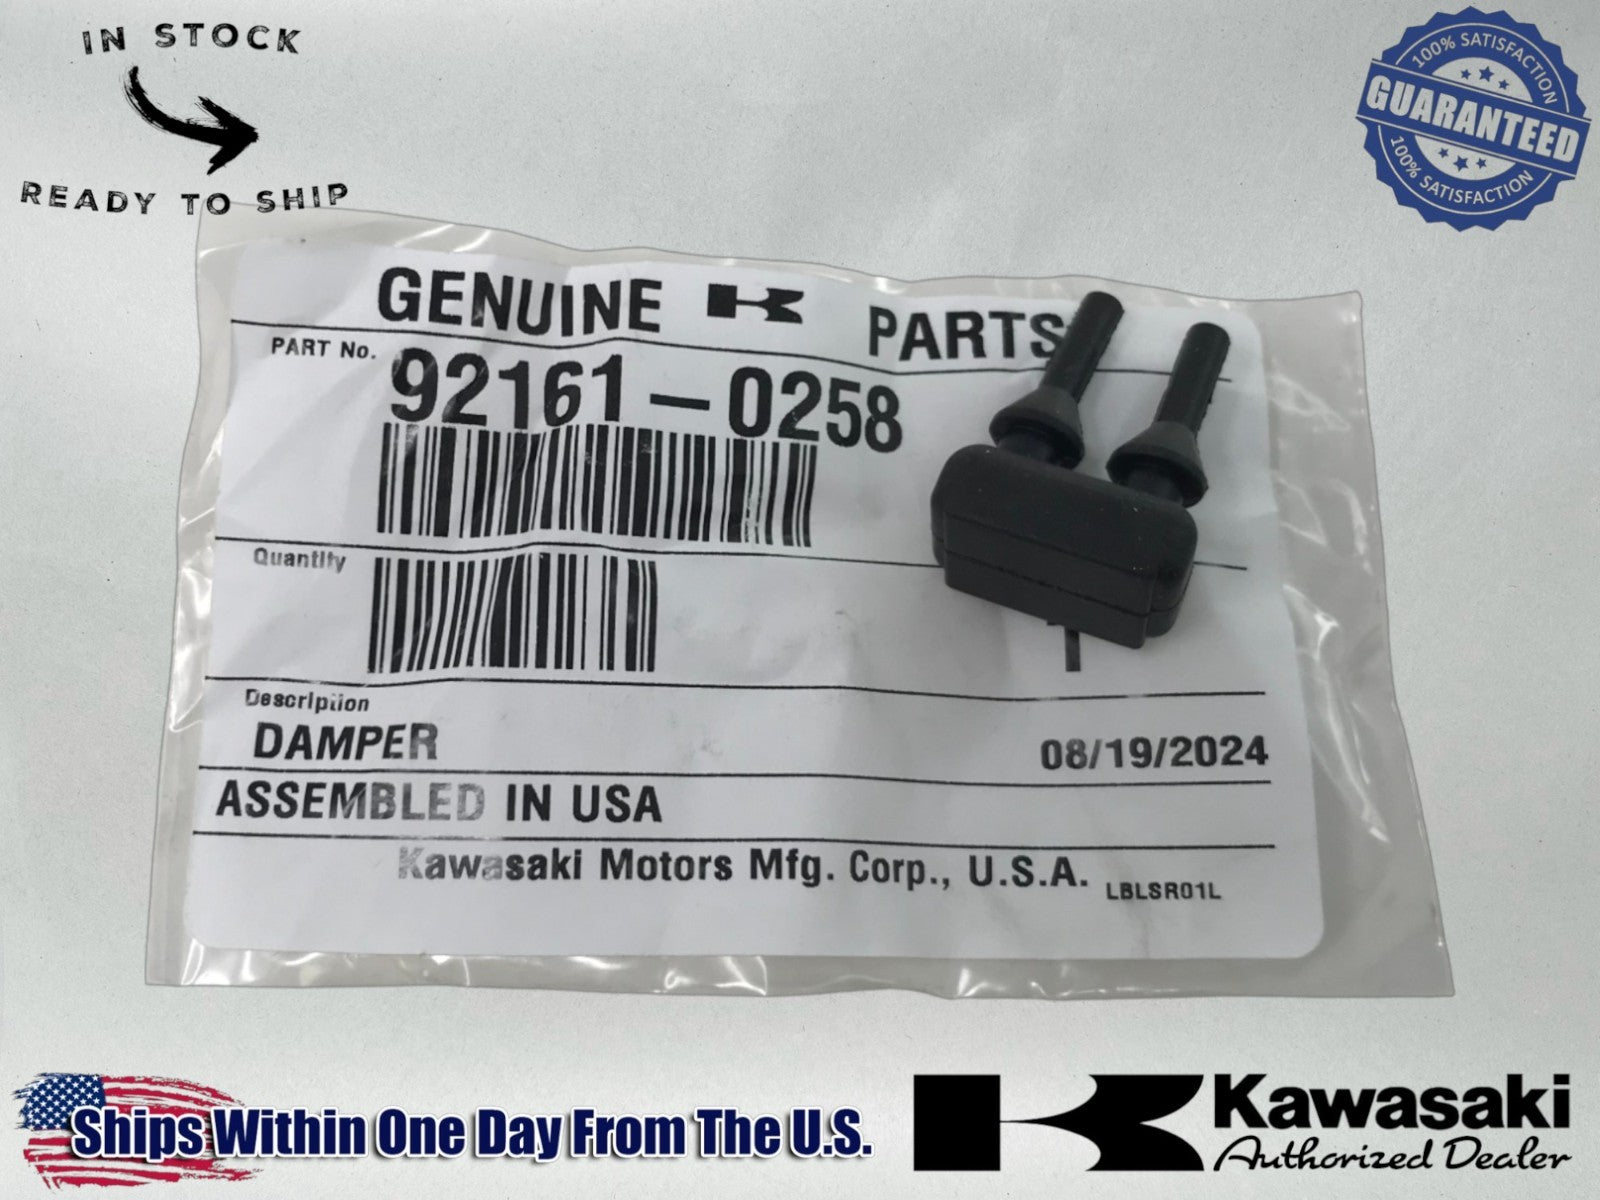 IN STOCK
READY TO SHIP
100% SATISFACTION
GUARANTEED
100% SATISFACTION
GENUINE PARTS
PART No. 92161-0258
Quantity
1
Description
DAMPER 08/19/2024
ASSEMBLED IN USA
Kawasaki Motors Mfg. Corp., U.S.A. LBLSR01L
Ships Within One Day From The U.S.
Kawasaki
Authorized Dealer